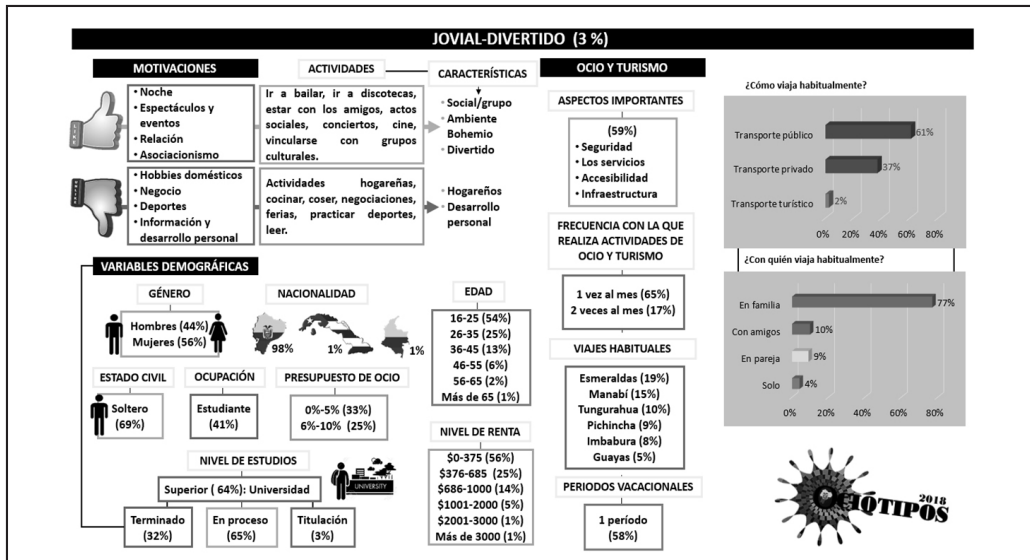 JOVIAL-DIVERTIDO (3 %)
MOTIVACIONES
• Noche
• Espectáculos y
eventos
• Relación
• Asociacionismo
• Hobbies domésticos
• Negocio
• Deportes
• Información y
desarrollo personal
ACTIVIDADES
Ir a bailar, ir a discotecas,
estar con los amigos, actos
sociales, conciertos, cine,
vincularse con grupos
culturales.
Actividades hogareñas,
cocinar, coser, negociaciones,
ferias, practicar deportes,
leer.
CARACTERÍSTICAS
• Social/grupo
• Ambiente
Bohemio
• Divertido
• Hogareños
• Desarrollo
personal
VARIABLES DEMOGRÁFICAS
GÉNERO
Hombres (44%)
Mujeres (56%)
NACIONALIDAD
98%
1%
1%
EDAD
16-25 (54%)
26-35 (25%)
36-45 (13%)
46-55 (6%)
56-65 (2%)
Más de 65 (1%)
ESTADO CIVIL
Soltero
(69%)
OCUPACIÓN
Estudiante
(41%)
PRESUPUESTO DE OCIO
0%-5% (33%)
6%-10% (25%)
NIVEL DE RENTA
$0-375 (56%)
$376-685 (25%)
$686-1000 (14%)
$1001-2000 (5%)
$2001-3000 (1%)
Más de 3000 (1%)
NIVEL DE ESTUDIOS
Superior ( 64%): Universidad
UNIVERSITY
Terminado
(32%)
En proceso
(65%)
Titulación
(3%)
OCIO Y TURISMO
ASPECTOS IMPORTANTES
(59%)
• Seguridad
• Los servicios
• Accesibilidad
• Infraestructura
FRECUENCIA CON LA QUE
REALIZA ACTIVIDADES DE
OCIO Y TURISMO
1 vez al mes (65%)
2 veces al mes (17%)
VIAJES HABITUALES
Esmeraldas (19%)
Manabí (15%)
Tungurahua (10%)
Pichincha (9%)
Imbabura (8%)
Guayas (5%)
PERIODOS VACACIONALES
1 período
(58%)
¿Cómo viaja habitualmente?
Transporte público 61%
Transporte privado 37%
Transporte turístico 2%
0% 20% 40% 60% 80%
¿Con quién viaja habitualmente?
En familia 77%
Con amigos 10%
En pareja 9%
Solo 4%
0% 20% 40% 60% 80%
2018
IOTIPOS